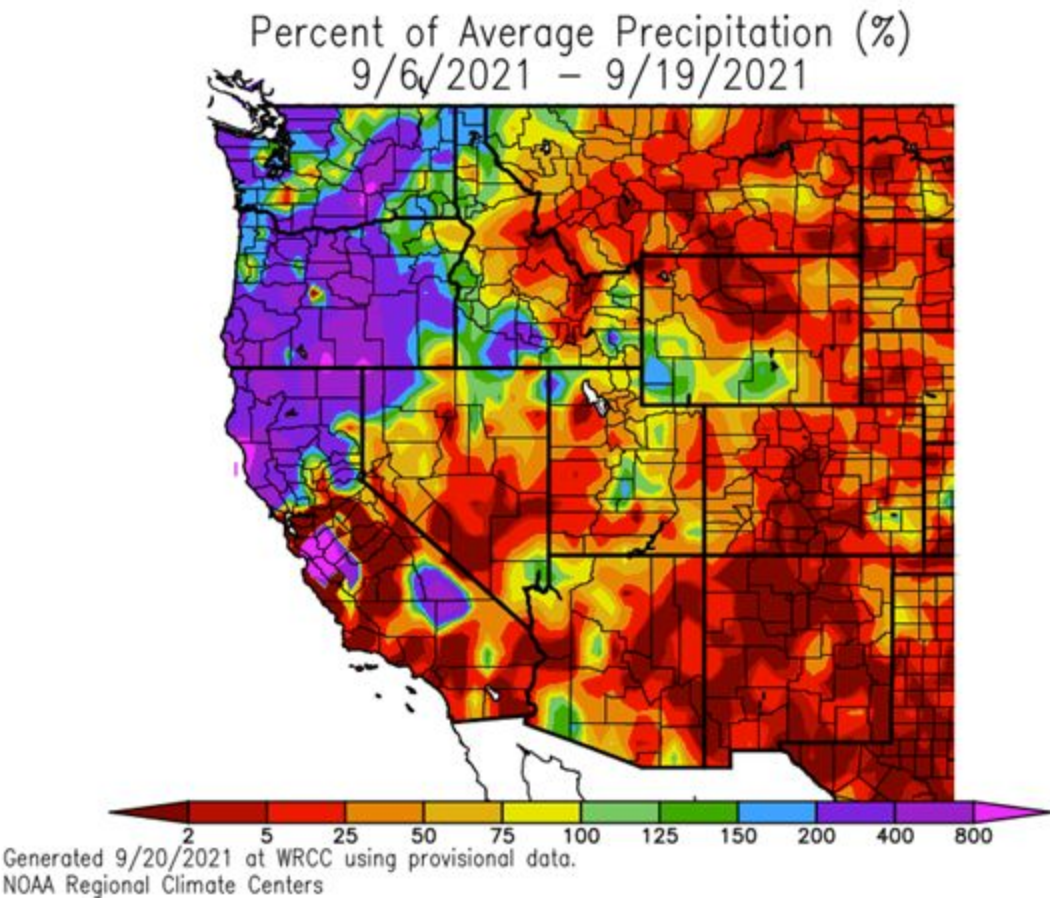 Percent of Average Precipitation (%)
9/6/2021 – 9/19/2021
2 5 25 50 75 100 125 150 200 400 800
Generated 9/20/2021 at WRCC using provisional data.
NOAA Regional Climate Centers